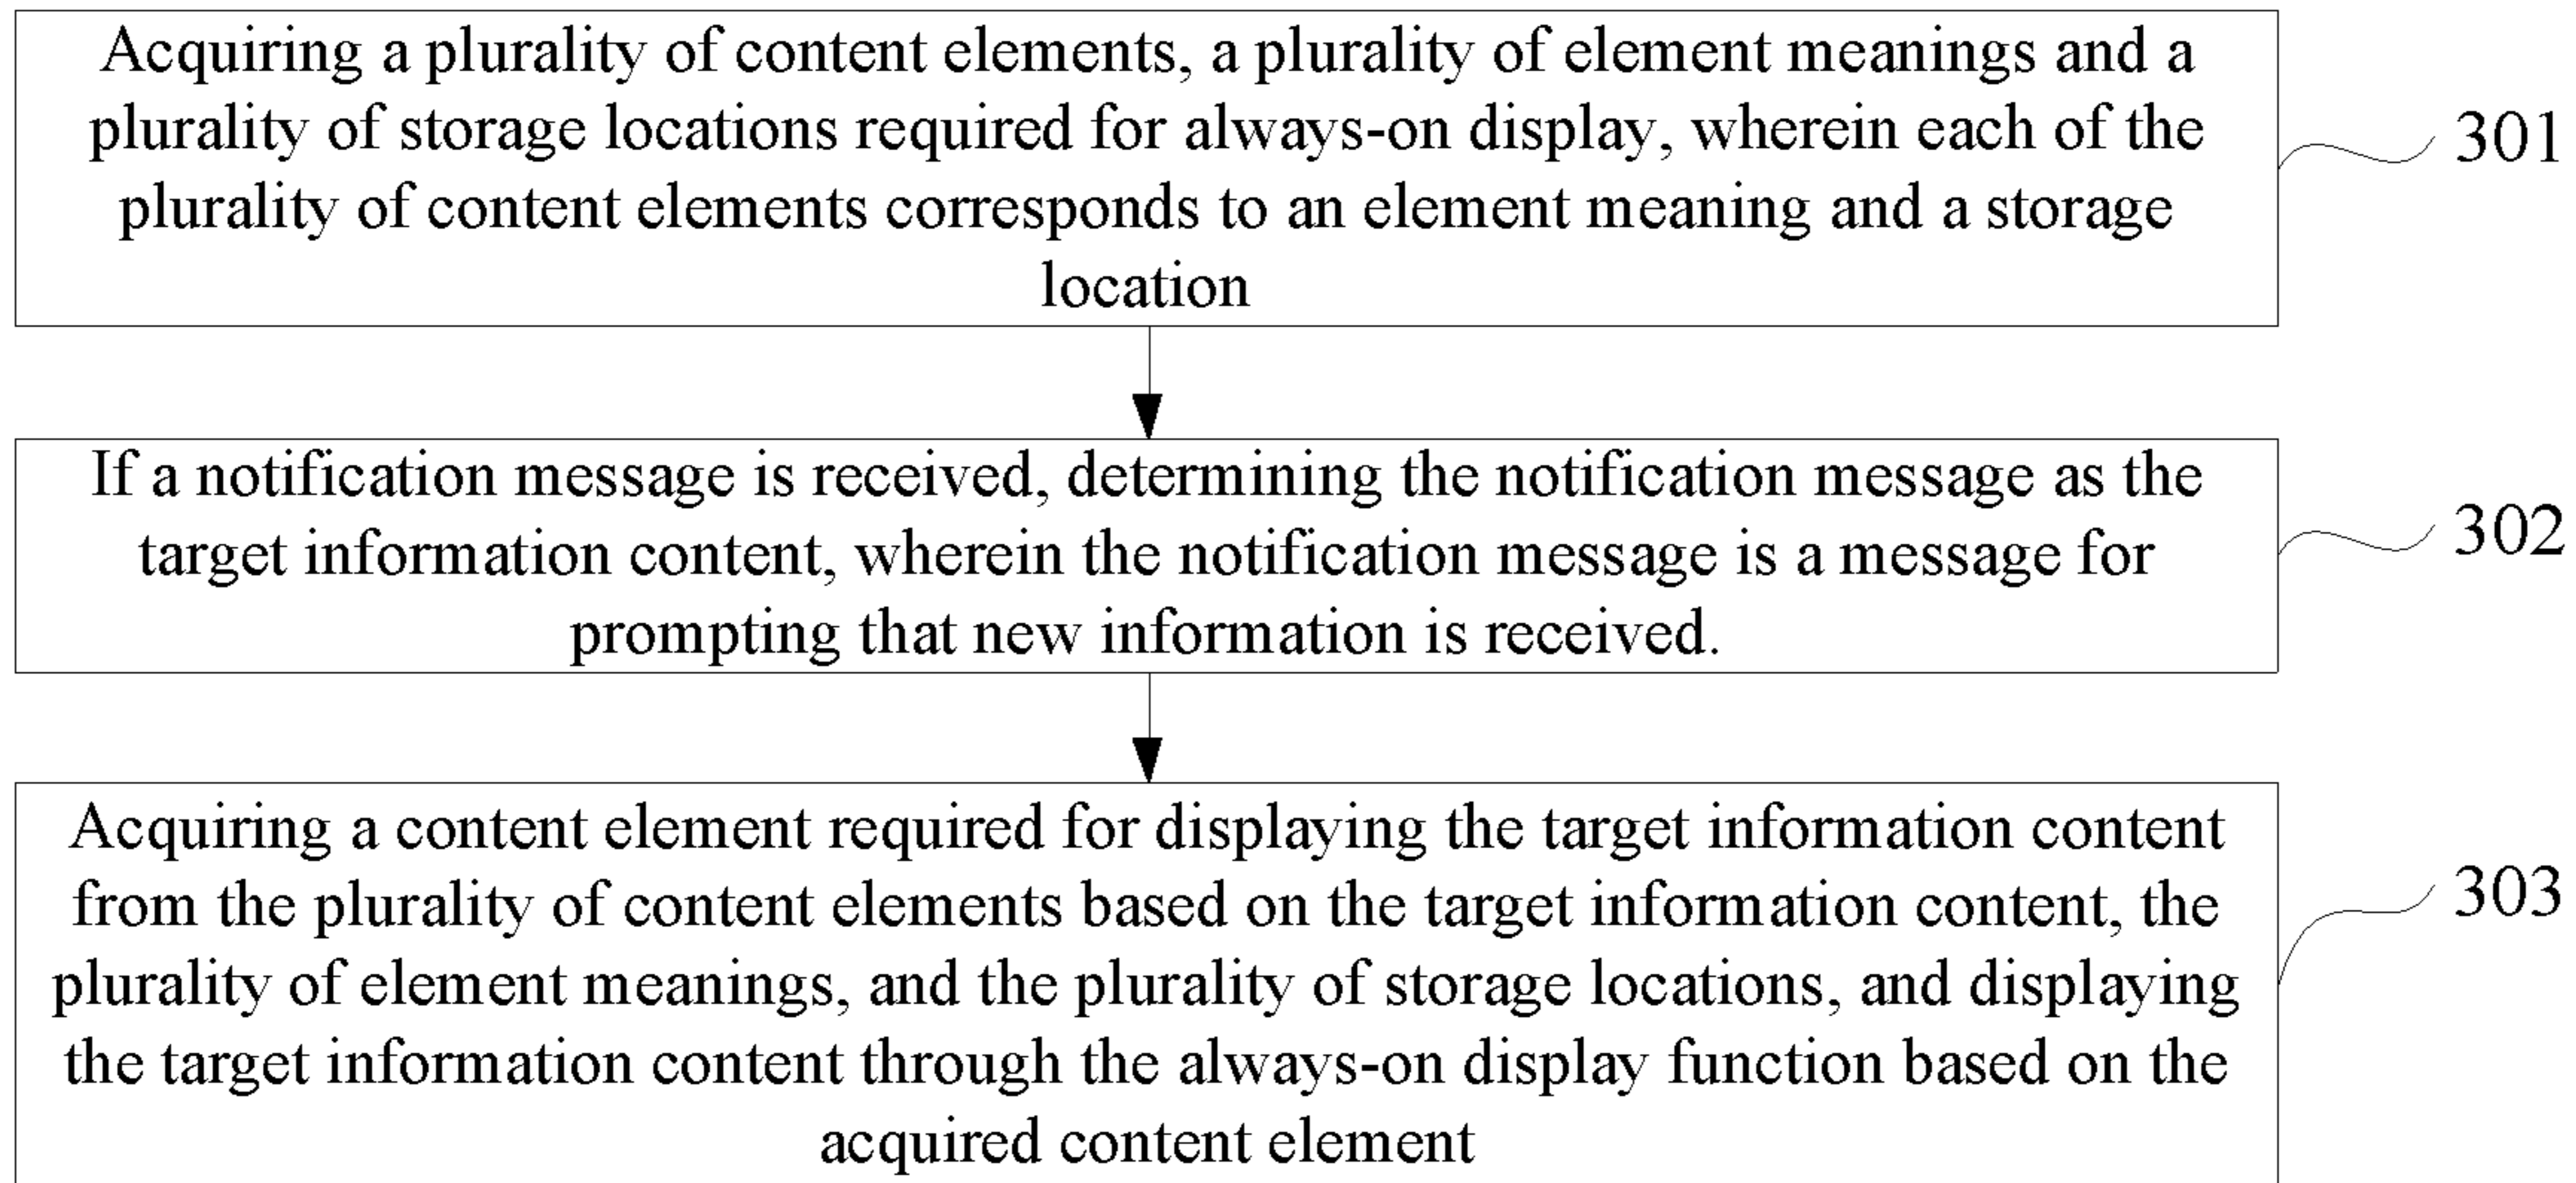 Acquiring a plurality of content elements, a plurality of element meanings and a
plurality of storage locations required for always-on display, wherein each of the
plurality of content elements corresponds to an element meaning and a storage
location
301
If a notification message is received, determining the notification message as the
target information content, wherein the notification message is a message for
prompting that new information is received.
302
Acquiring a content element required for displaying the target information content
from the plurality of content elements based on the target information content, the
plurality of element meanings, and the plurality of storage locations, and displaying
the target information content through the always-on display function based on the
acquired content element
303